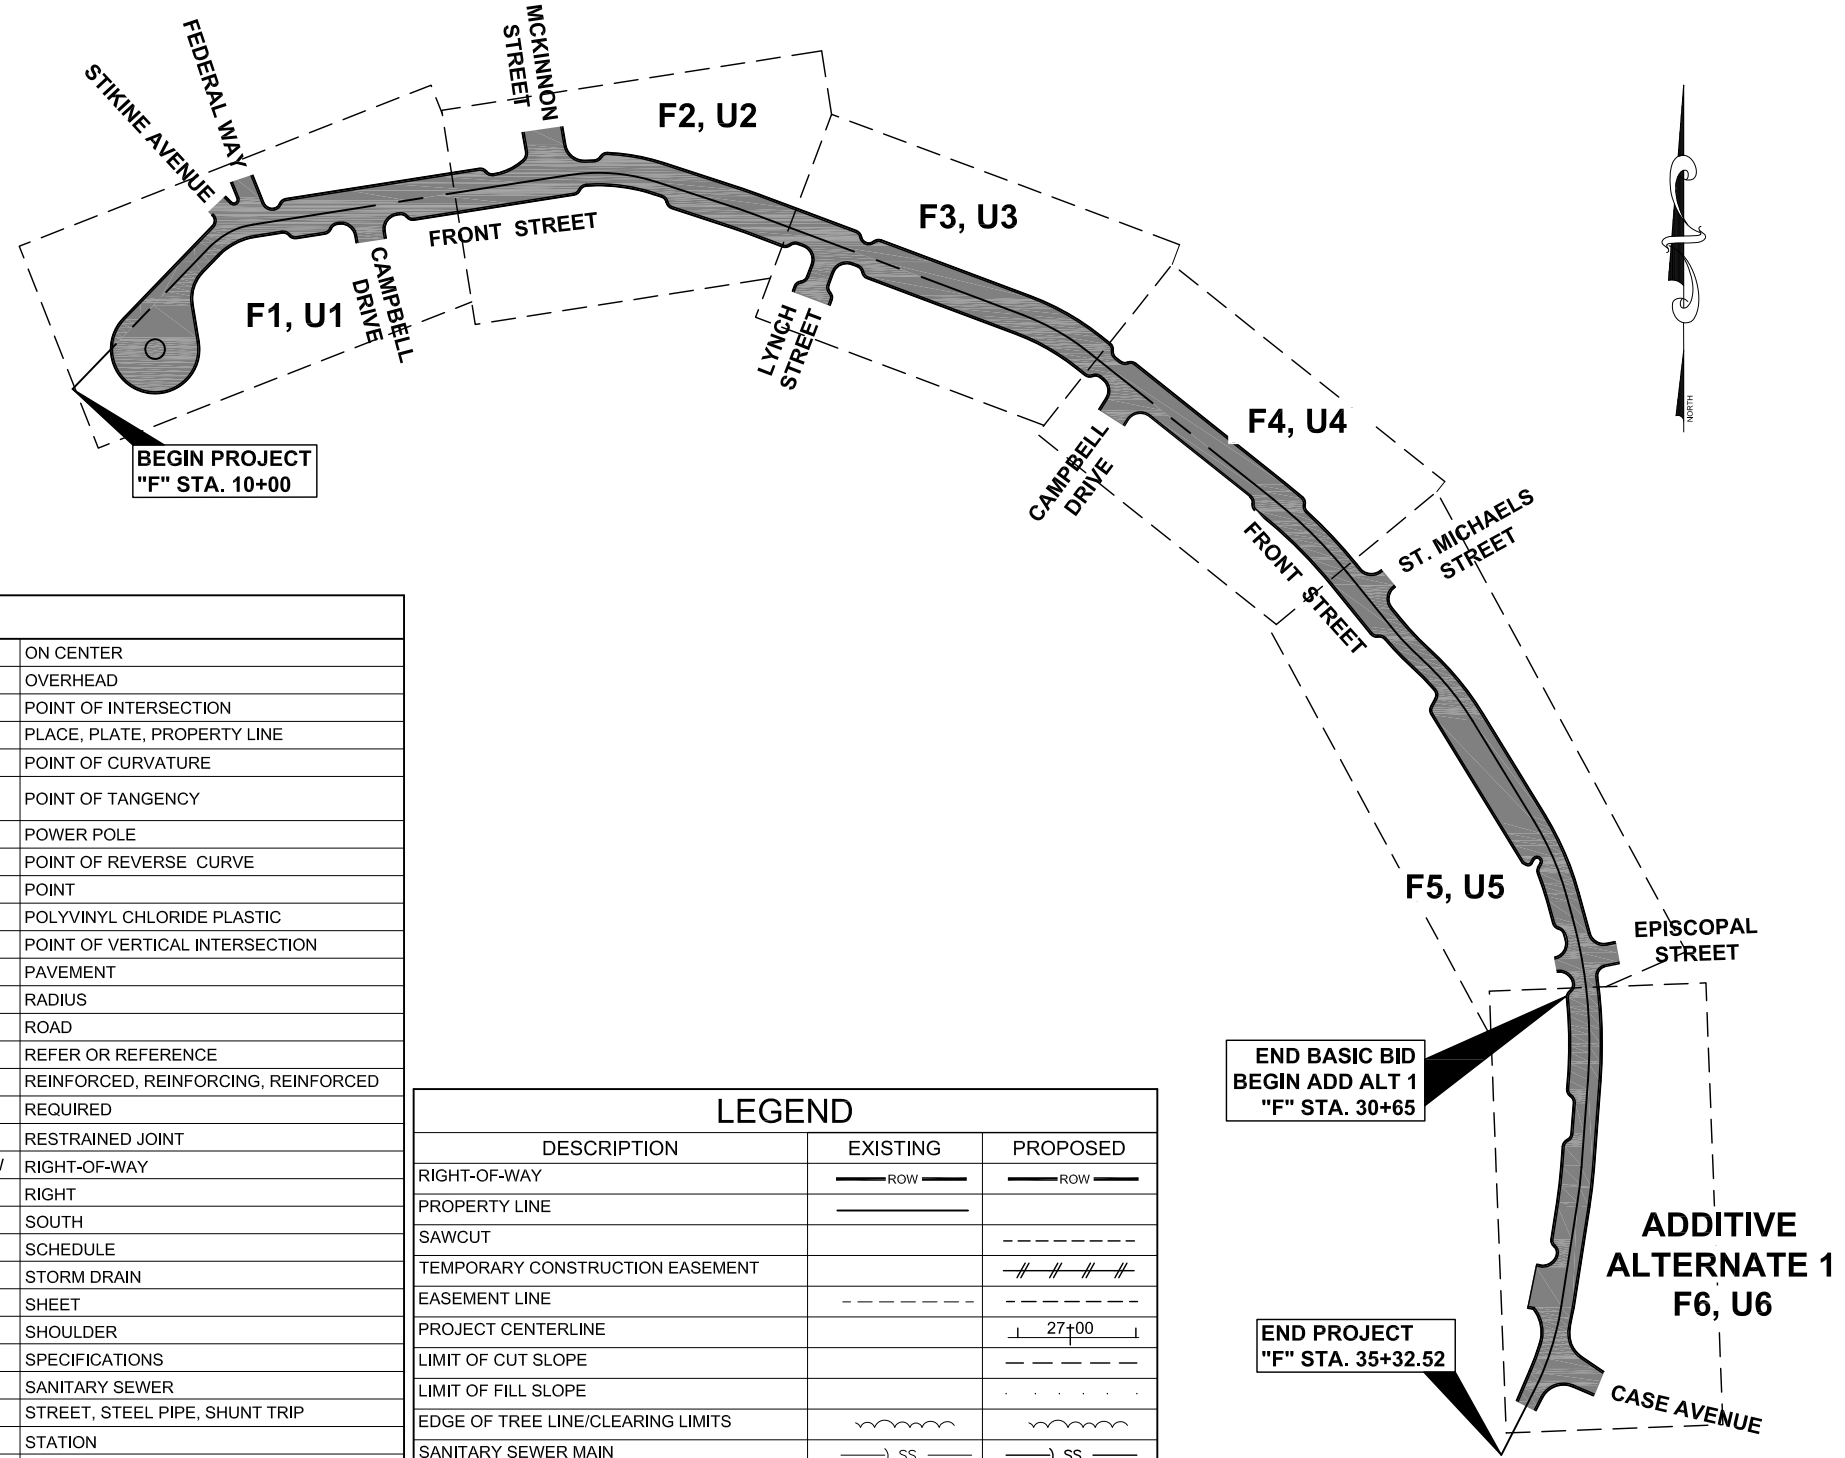 MCKINNON
STREET
FEDERAL WAY
STIKINE AVENUE
F2, U2
F3, U3
FRONT STREET
CAMPBELL
DRIVE
F1, U1
LYNCH
STREET
NORTH
F4, U4
BEGIN PROJECT
"F" STA. 10+00
CAMPBELL
DRIVE
ST. MICHAELS
STREET
FRONT STREET
F5, U5
EPISCOPAL
STREET
END BASIC BID
BEGIN ADD ALT 1
"F" STA. 30+65
ADDITIVE
ALTERNATE 1
F6, U6
END PROJECT
"F" STA. 35+32.52
CASE AVENUE
ON CENTER
OVERHEAD
POINT OF INTERSECTION
PLACE, PLATE, PROPERTY LINE
POINT OF CURVATURE
POINT OF TANGENCY
POWER POLE
POINT OF REVERSE CURVE
POINT
POLYVINYL CHLORIDE PLASTIC
POINT OF VERTICAL INTERSECTION
PAVEMENT
RADIUS
ROAD
REFER OR REFERENCE
REINFORCED, REINFORCING, REINFORCED
REQUIRED
RESTRAINED JOINT
RIGHT-OF-WAY
RIGHT
SOUTH
SCHEDULE
STORM DRAIN
SHEET
SHOULDER
SPECIFICATIONS
SANITARY SEWER
STREET, STEEL PIPE, SHUNT TRIP
STATION
LEGEND
DESCRIPTION EXISTING PROPOSED
RIGHT-OF-WAY ROW ROW
PROPERTY LINE
SAWCUT
TEMPORARY CONSTRUCTION EASEMENT
EASEMENT LINE
PROJECT CENTERLINE 27+00
LIMIT OF CUT SLOPE
LIMIT OF FILL SLOPE
EDGE OF TREE LINE/CLEARING LIMITS
SANITARY SEWER MAIN SS SS